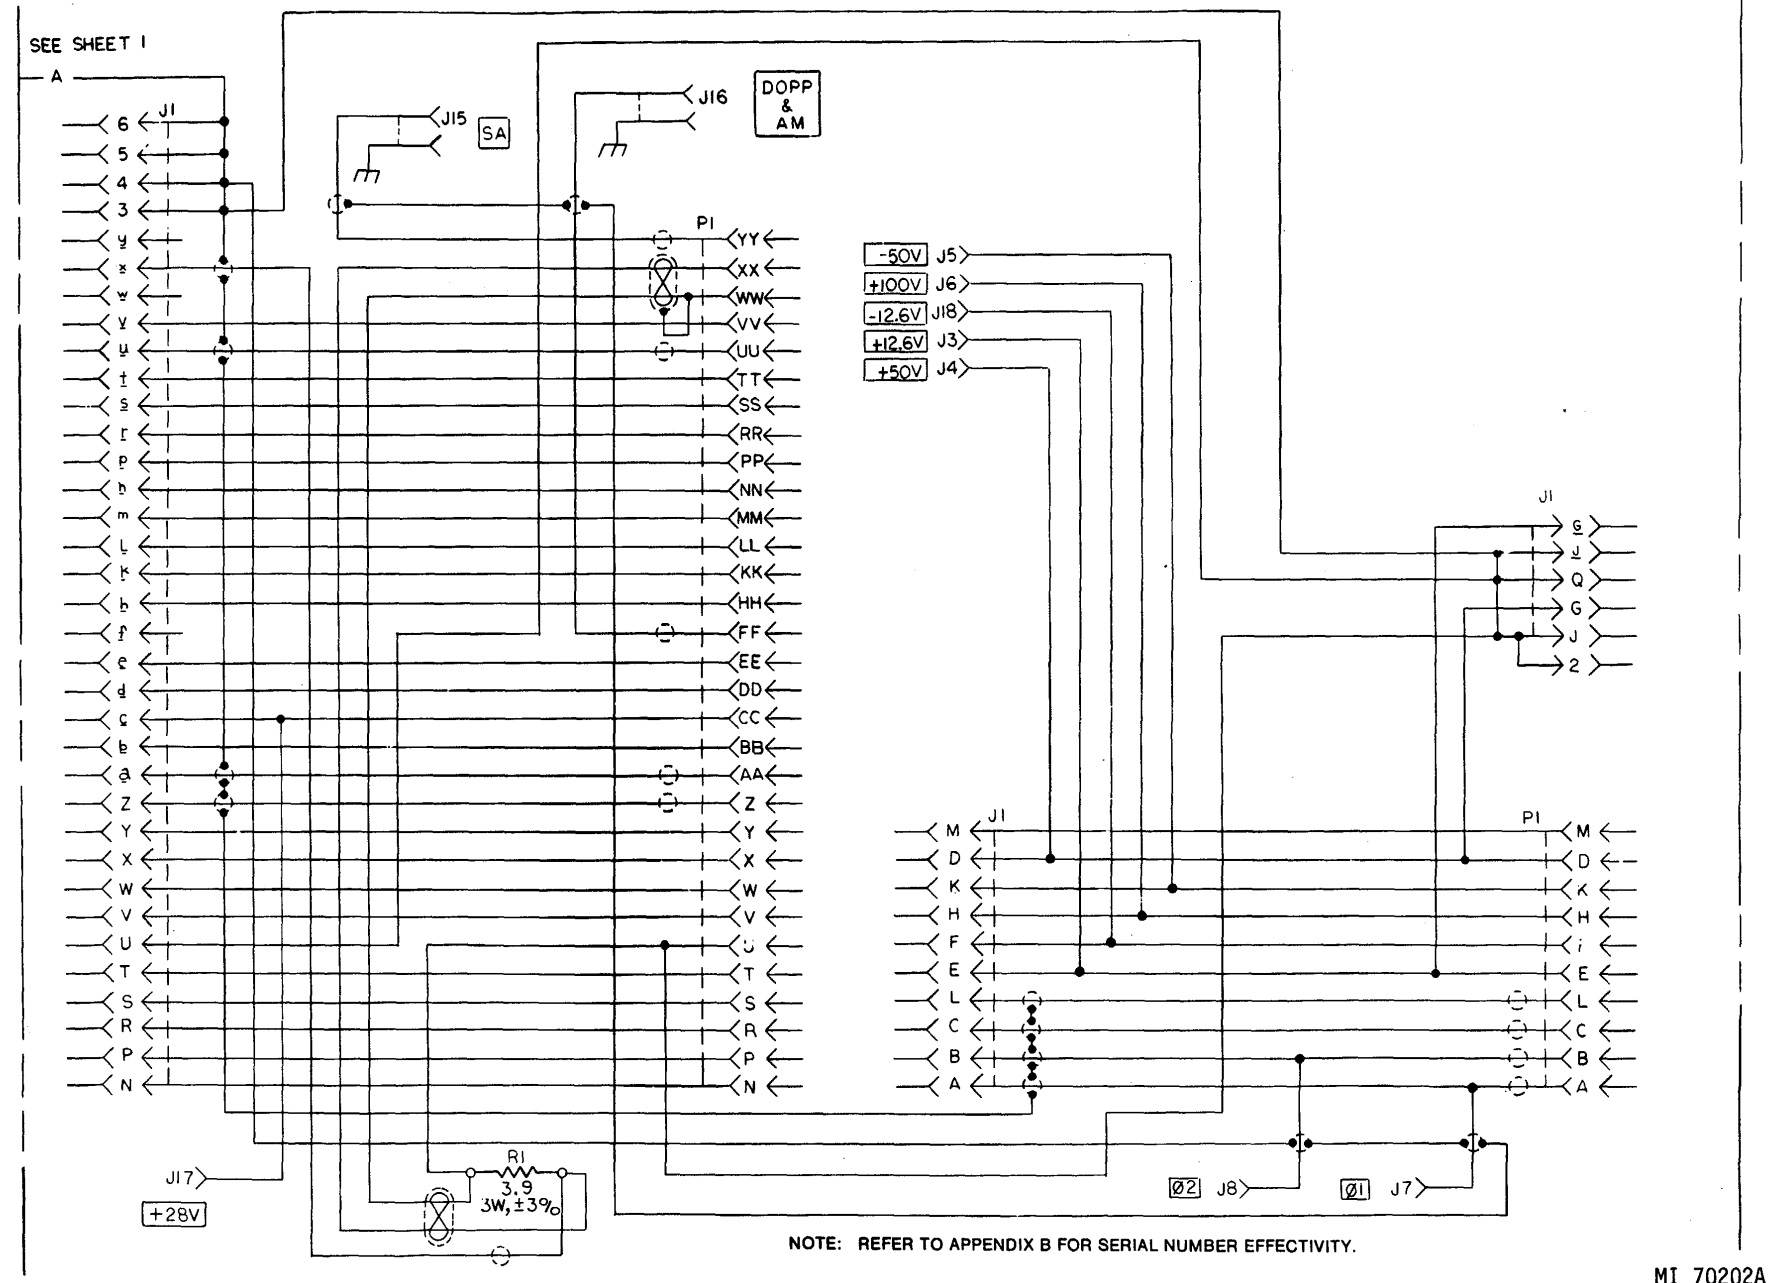 SEE SHEET 1
A
J1
6
5
4
3
y
x
w
v
u
t
s
r
p
n
m
L
k
h
f
e
d
c
b
a
Z
Y
X
W
V
U
T
S
R
P
N
J15
SA
J16
DOPP
&
AM
P1
YY
XX
WW
VV
UU
TT
SS
RR
PP
NN
MM
LL
KK
HH
FF
EE
DD
CC
BB
AA
Z
Y
X
W
V
T
S
R
P
N
-50V J5
+100V J6
-12.6V J18
+12.6V J3
+50V J4
J1
G
J
Q
G
J
2
J1
M
D
K
H
F
E
L
C
B
A
P1
M
D
K
H
E
L
C
B
A
J17
+28V
R1
3.9
3W,±3%
Ø2 J8
Ø1 J7
NOTE: REFER TO APPENDIX B FOR SERIAL NUMBER EFFECTIVITY.
MI 70202A